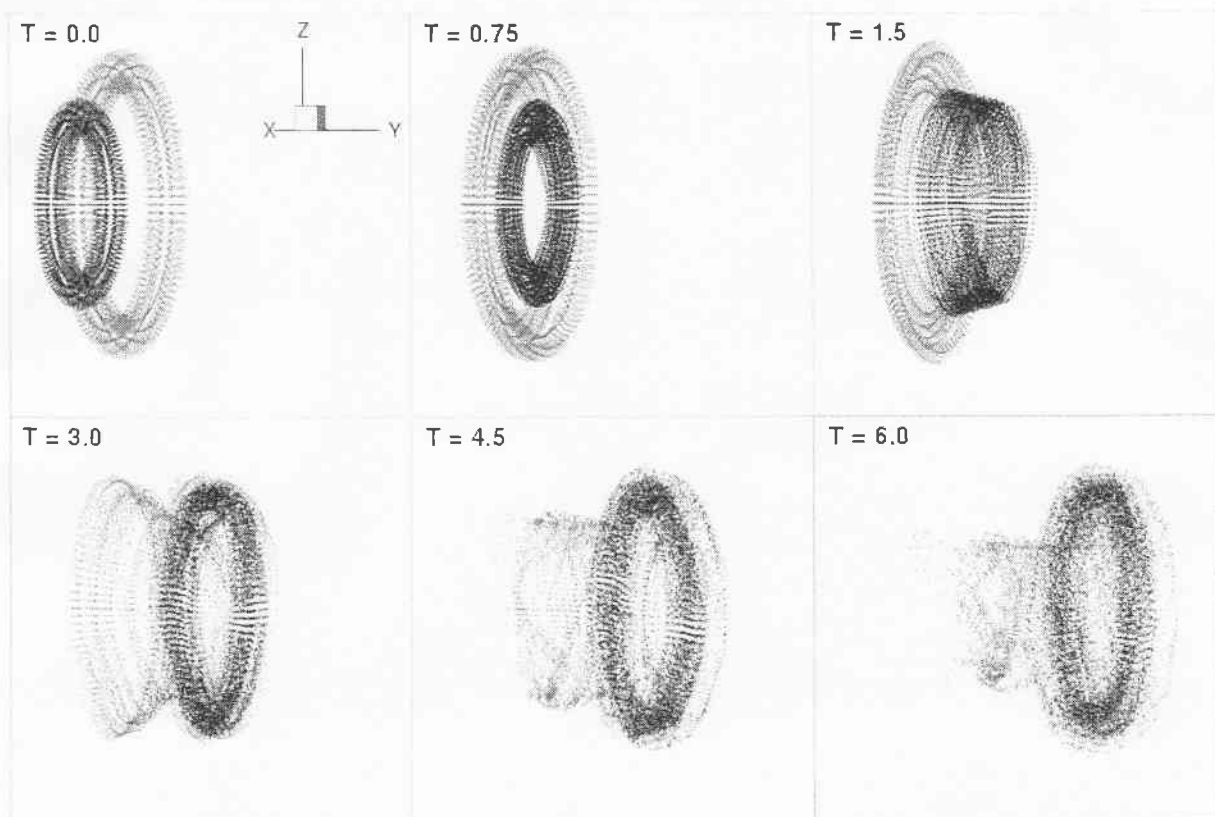 T = 0.0
Z
X
Y
T = 0.75
T = 1.5
T = 3.0
T = 4.5
T = 6.0